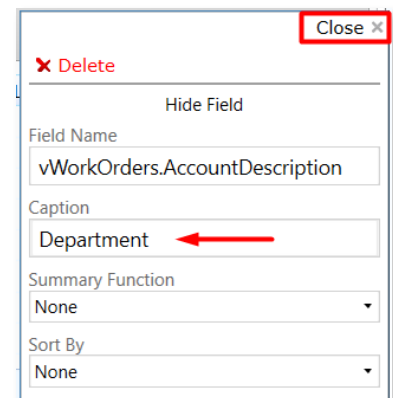 Close ×
Delete
Hide Field
Field Name
vWorkOrders.AccountDescription
Caption
Department
Summary Function
None
Sort By
None